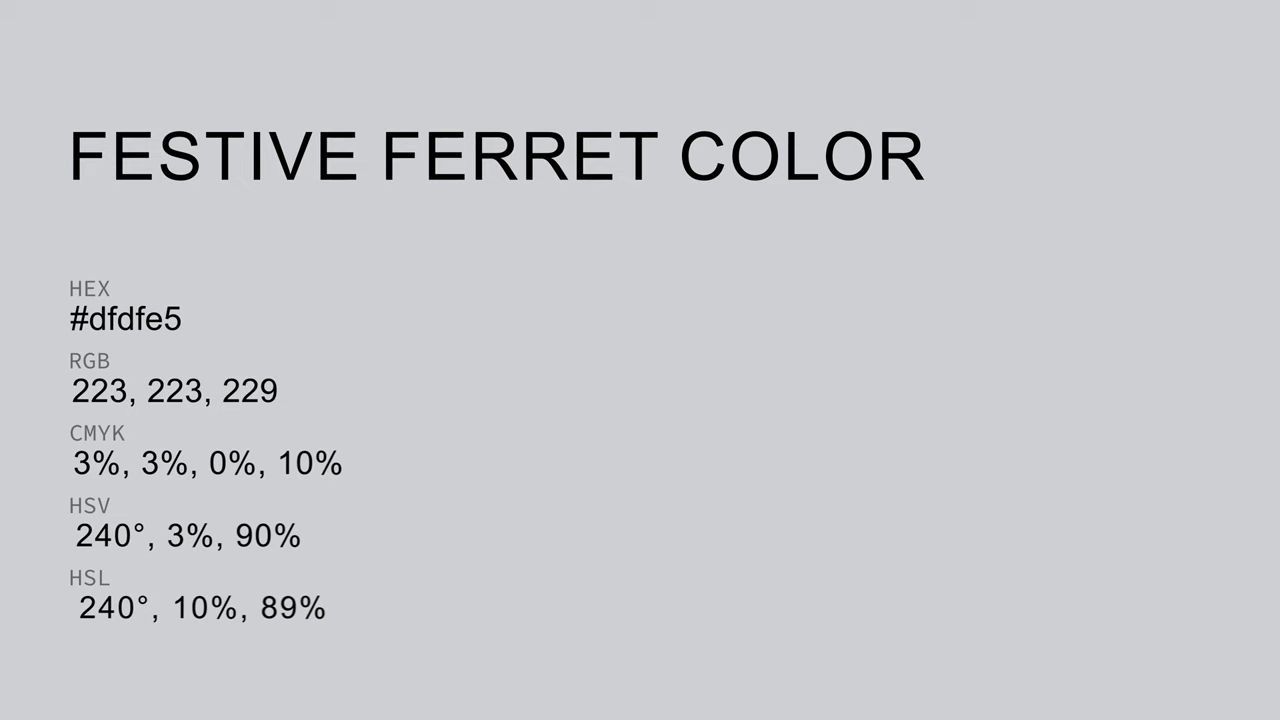 FESTIVE FERRET COLOR
HEX
#dfdfe5
RGB
223, 223, 229
CMYK
3%, 3%, 0%, 10%
HSV
240°, 3%, 90%
HSL
240°, 10%, 89%